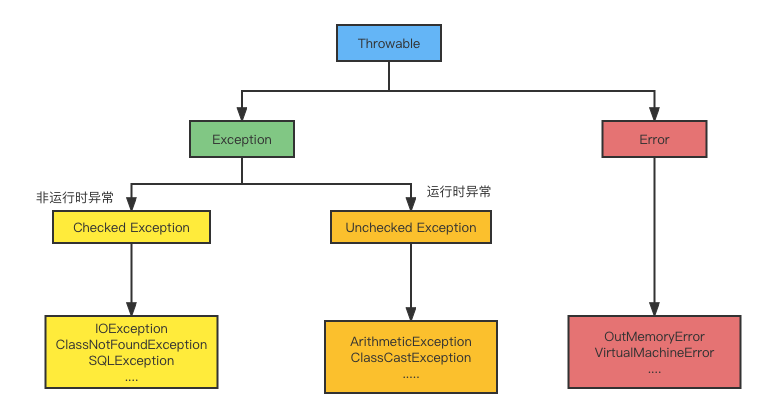 Throwable
Exception
Error
非运行时异常
运行时异常
Checked Exception
Unchecked Exception
IOException
ClassNotFoundException
SQLException
....
ArithmeticException
ClassCastException
.....
OutMemoryError
VirtualMachineError
....